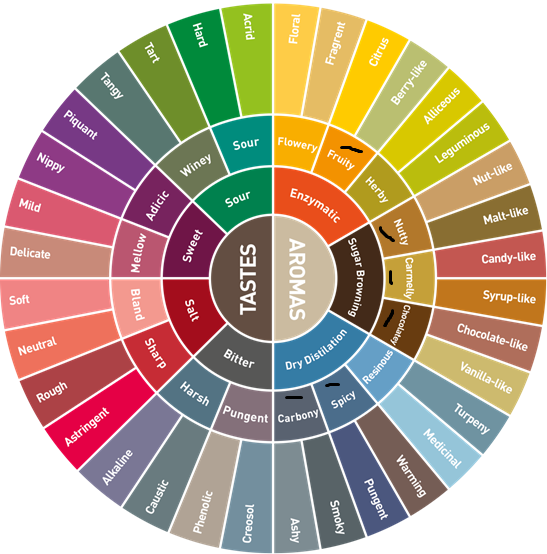 TASTES
AROMAS
Enzymatic
Sugar Browning
Dry Distilation
Bitter
Salt
Sweet
Sour
Flowery
Fruity
Herby
Nutty
Carmelly
Chocolatey
Resinous
Spicy
Carbony
Pungent
Harsh
Sharp
Bland
Mellow
Adicic
Winey
Sour
Floral
Fragrent
Citrus
Berry-like
Alliceous
Leguminous
Nut-like
Malt-like
Candy-like
Syrup-like
Chocolate-like
Vanilla-like
Turpeny
Medicinal
Warming
Pungent
Smoky
Ashy
Creosol
Phenolic
Caustic
Alkaline
Astringent
Rough
Neutral
Soft
Delicate
Mild
Nippy
Piquant
Tangy
Tart
Hard
Acrid